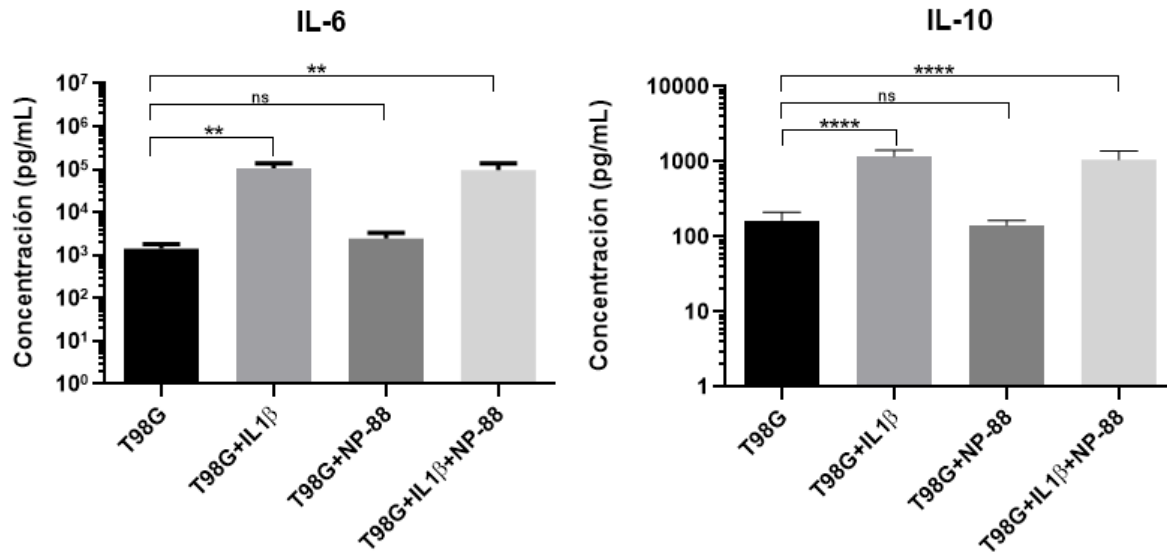 IL-6
Concentración (pg/mL)
10⁷
10⁶
10⁵
10⁴
10³
10²
10¹
10⁰
**
ns
**
T98G
T98G+IL1β
T98G+NP-88
T98G+IL1β+NP-88
IL-10
Concentración (pg/mL)
10000
1000
100
10
1
****
ns
****
T98G
T98G+IL1β
T98G+NP-88
T98G+IL1β+NP-88